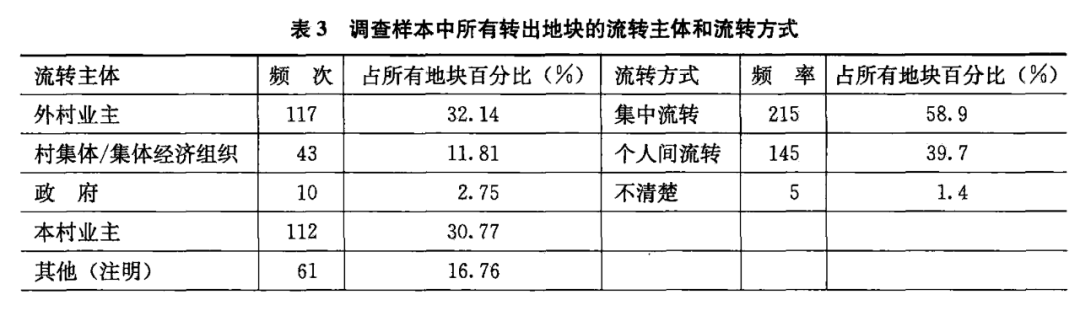 表3 调查样本中所有转出地块的流转主体和流转方式
流转主体 频 次 占所有地块百分比（%） 流转方式 频 率 占所有地块百分比（%）
外村业主 117 32.14 集中流转 215 58.9
村集体/集体经济组织 43 11.81 个人间流转 145 39.7
政 府 10 2.75 不清楚 5 1.4
本村业主 112 30.77
其他（注明） 61 16.76